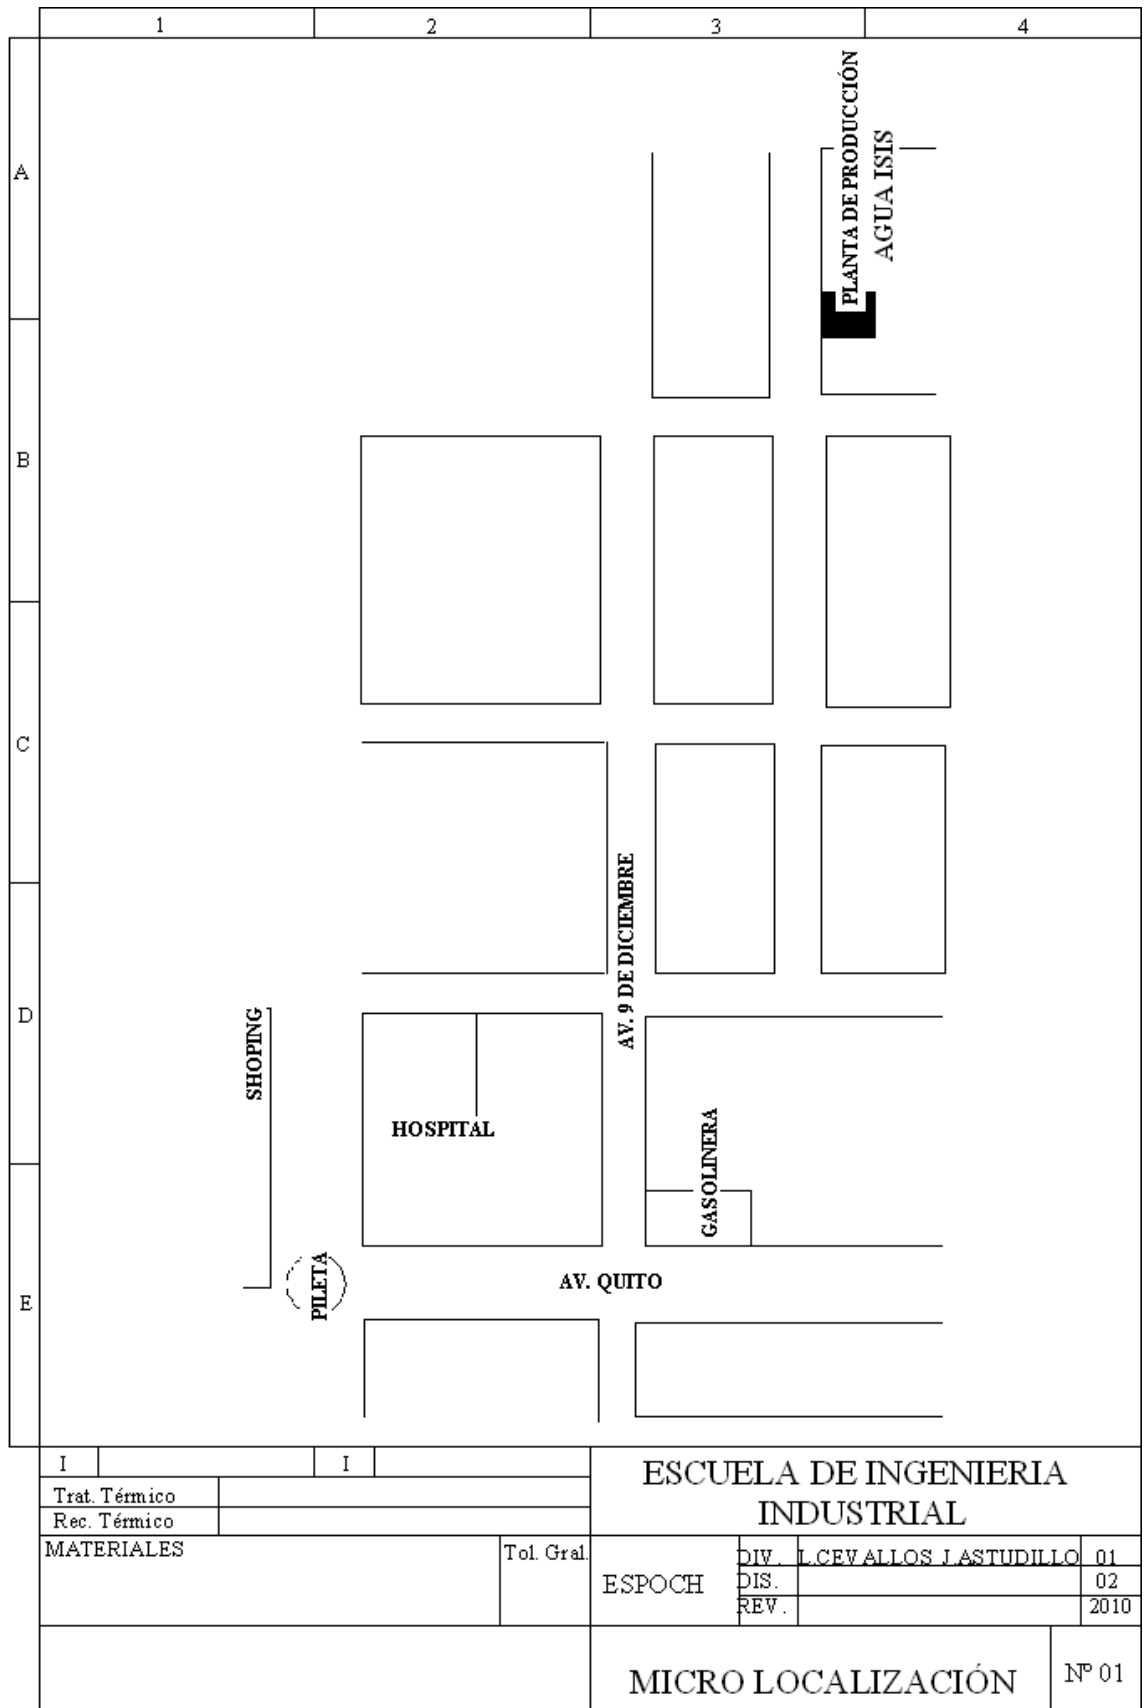 1
2
3
4
A
B
C
D
E
PLANTA DE PRODUCCIÓN
AGUA ISIS
AV. 9 DE DICIEMBRE
SHOPING
HOSPITAL
GASOLINERA
PILETA
AV. QUITO
I
I
Trat. Térmico
Rec. Térmico
MATERIALES
Tol. Gral.
ESCUELA DE INGENIERIA
INDUSTRIAL
ESPOCH
DIV. L.CEVALLOS J.ASTUDILLO 01
DIS. 02
REV. 2010
MICRO LOCALIZACIÓN
Nº 01